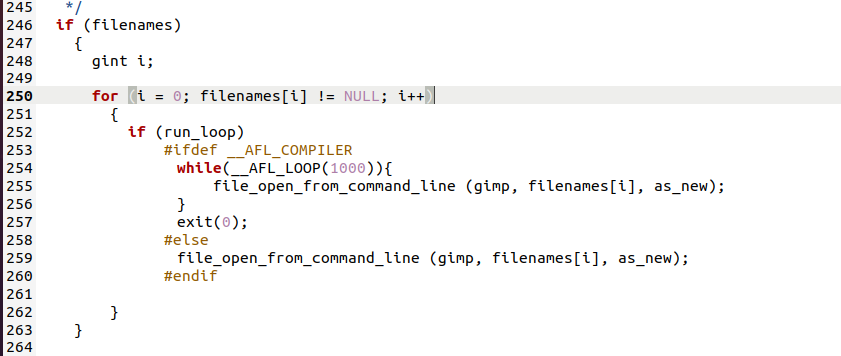 245 */
246 if (filenames)
247 {
248 gint i;
249
250 for (i = 0; filenames[i] != NULL; i++)
251 {
252 if (run_loop)
253 #ifdef __AFL_COMPILER
254 while(__AFL_LOOP(1000)){
255 file_open_from_command_line (gimp, filenames[i], as_new);
256 }
257 exit(0);
258 #else
259 file_open_from_command_line (gimp, filenames[i], as_new);
260 #endif
261
262 }
263 }
264